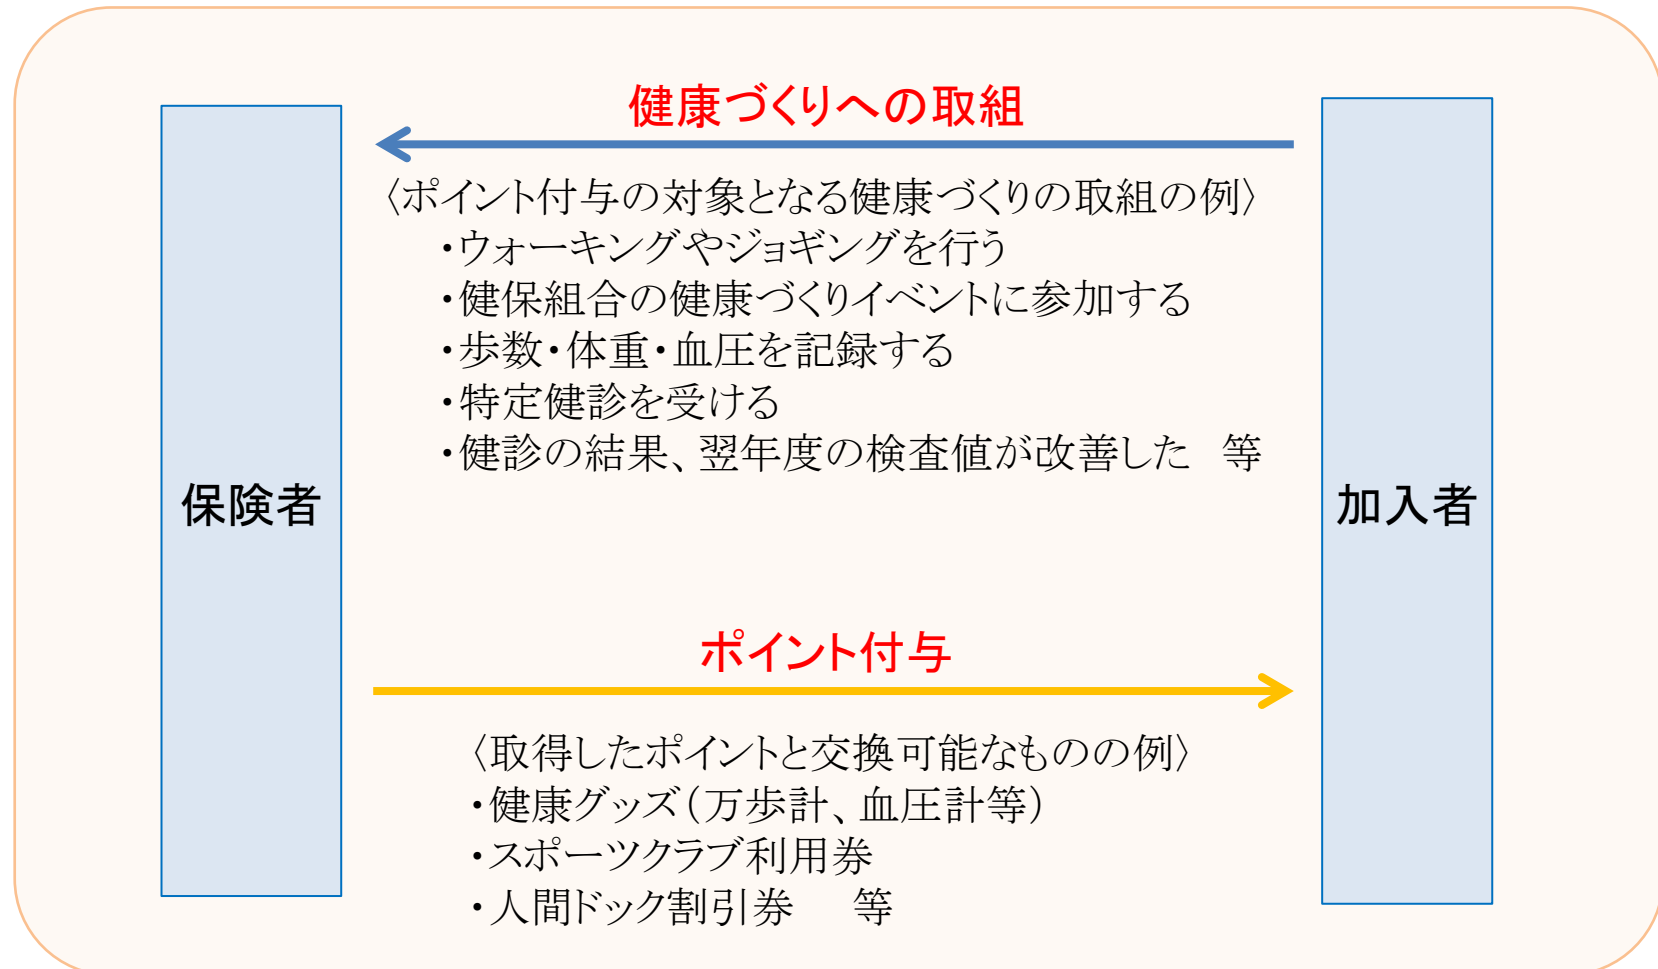 健康づくりへの取組
〈ポイント付与の対象となる健康づくりの取組の例〉
・ウォーキングやジョギングを行う
・健保組合の健康づくりイベントに参加する
・歩数・体重・血圧を記録する
・特定健診を受ける
・健診の結果、翌年度の検査値が改善した　等
保険者
加入者
ポイント付与
〈取得したポイントと交換可能なものの例〉
・健康グッズ(万歩計、血圧計等)
・スポーツクラブ利用券
・人間ドック割引券　等